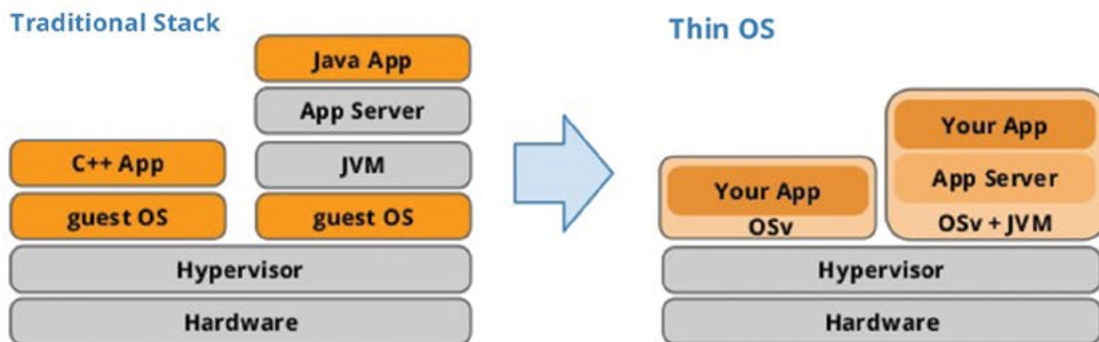 Traditional Stack
Java App
App Server
C++ App
JVM
guest OS
guest OS
Hypervisor
Hardware
Thin OS
Your App
Your App
App Server
OSv
OSv + JVM
Hypervisor
Hardware